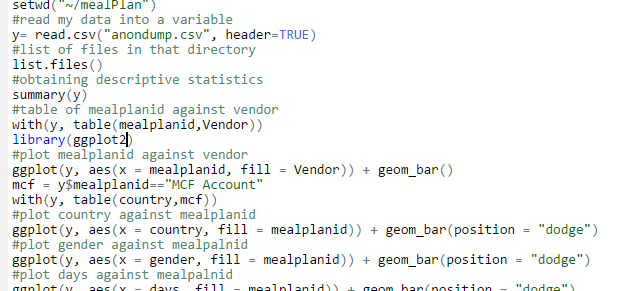 setwd("~/mealPlan")
#read my data into a variable
y= read.csv("anondump.csv", header=TRUE)
#list of files in that directory
list.files()
#obtaining descriptive statistics
summary(y)
#table of mealplanid against vendor
with(y, table(mealplanid,Vendor))
library(ggplot2)
#plot mealplanid against vendor
ggplot(y, aes(x = mealplanid, fill = Vendor)) + geom_bar()
mcf = y$mealplanid=="MCF Account"
with(y, table(country,mcf))
#plot country against mealplanid
ggplot(y, aes(x = country, fill = mealplanid)) + geom_bar(position = "dodge")
#plot gender against mealpalnid
ggplot(y, aes(x = gender, fill = mealplanid)) + geom_bar(position = "dodge")
#plot days against mealpalnid
ggplot(y, aes(x = days, fill = mealplanid)) + geom_bar(position = "dodge")